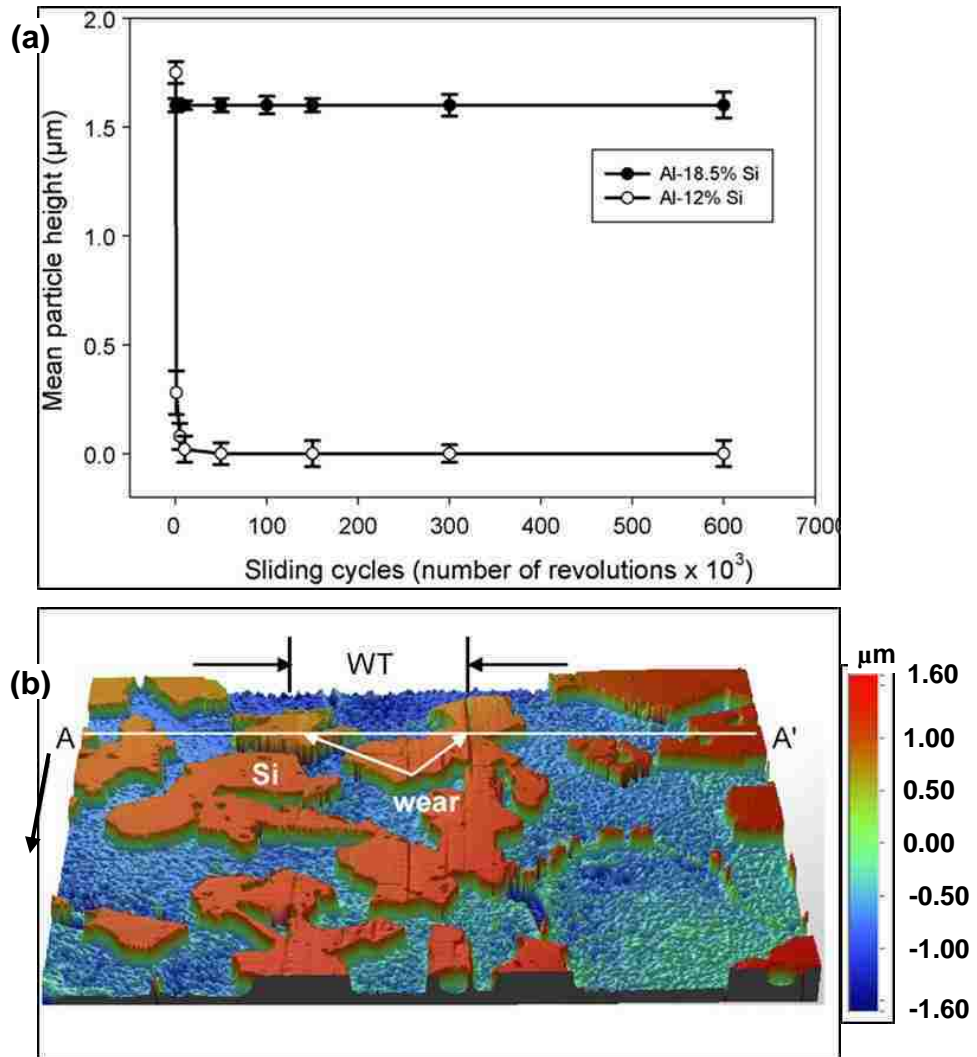 (a)
2.0
1.5
1.0
0.5
0.0
Mean particle height (µm)
Al-18.5% Si
Al-12% Si
0 100 200 300 400 500 600 7000
Sliding cycles (number of revolutions x 10³)
(b)
WT
A A'
Si
wear
µm
1.60
1.00
0.50
0.00
-0.50
-1.00
-1.60